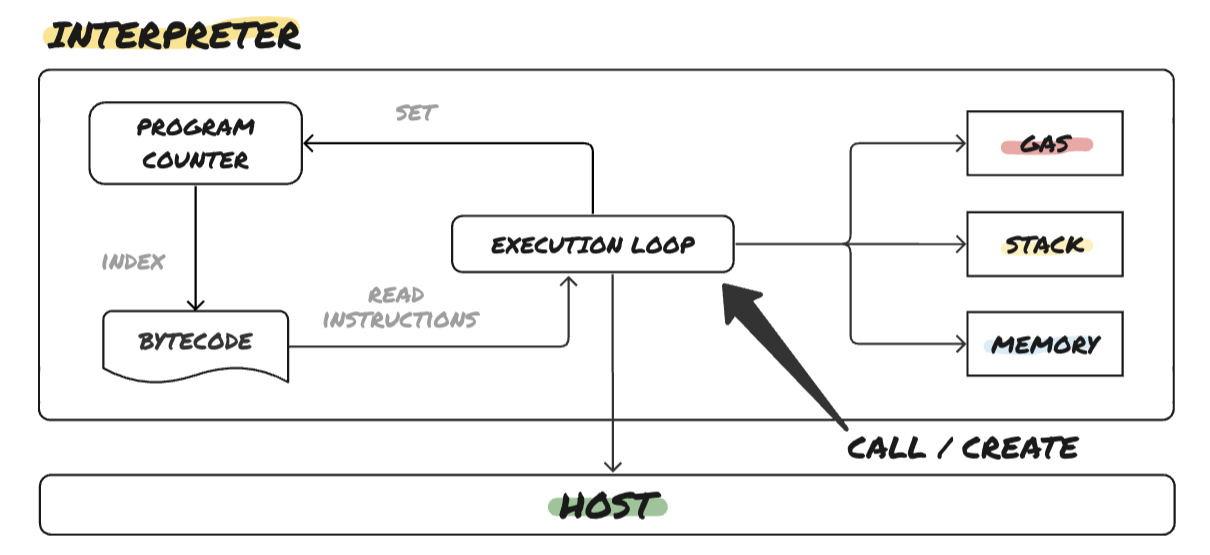 INTERPRETER
PROGRAM
COUNTER
SET
GAS
EXECUTION LOOP
STACK
INDEX
READ
INSTRUCTIONS
BYTECODE
MEMORY
CALL / CREATE
HOST